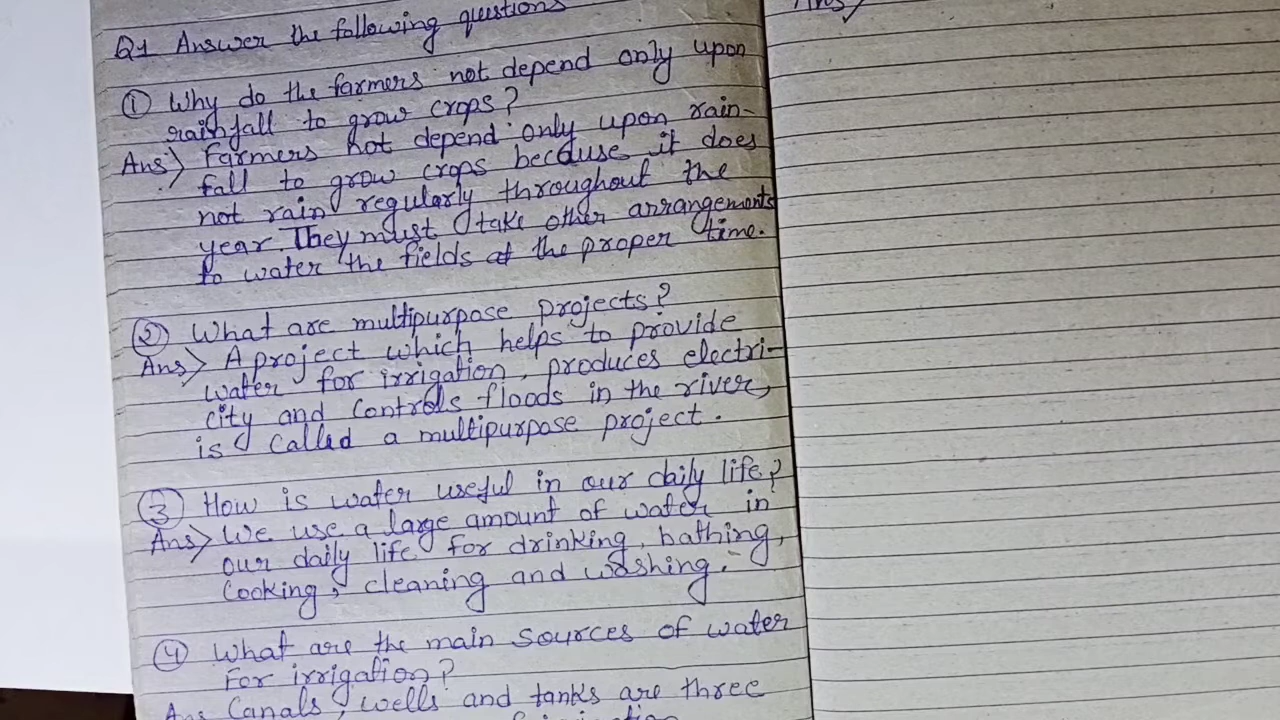 Q1 Answer the following questions
① Why do the farmers not depend only upon
rainfall to grow crops?
Ans> Farmers not depend only upon rain-
fall to grow crops because it does
not rain regularly throughout the
year. They must take other arrangements
to water the fields at the proper time.
② What are multipurpose projects?
Ans> A project which helps to provide
water for irrigation, produces electri-
city and controls floods in the river,
is called a multipurpose project.
③ How is water useful in our daily life?
Ans> We use a large amount of water in
our daily life for drinking, bathing,
cooking, cleaning and washing.
④ What are the main sources of water
for irrigation?
Ans Canals, wells and tanks are three
Ans>